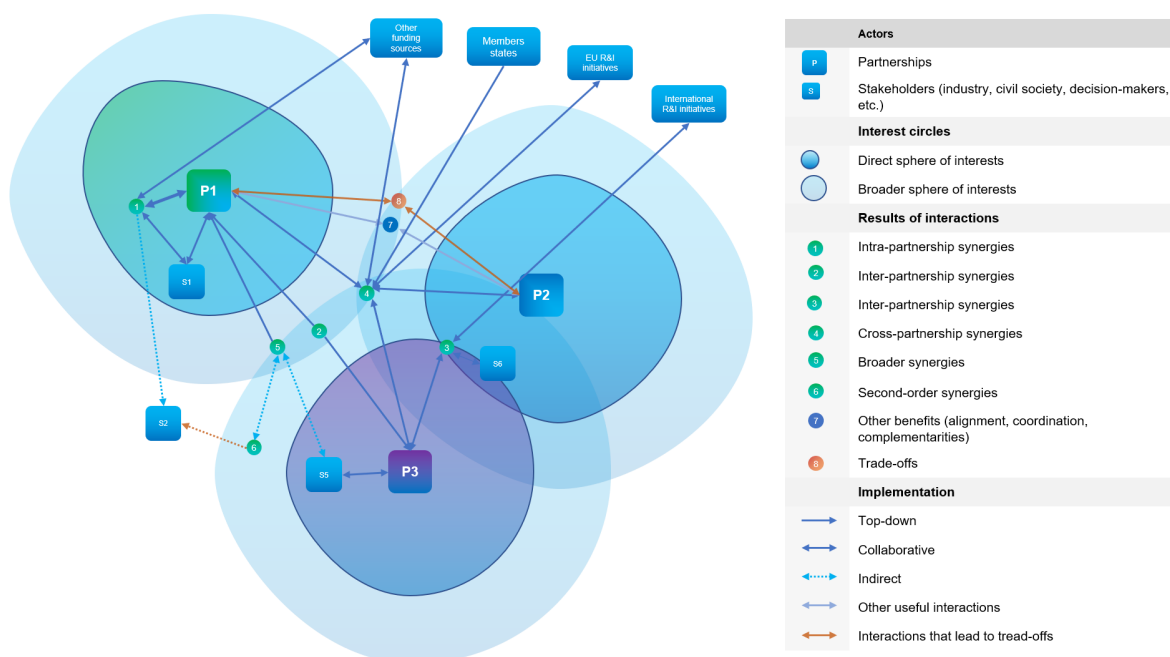 Other
funding
sources
Members
states
EU R&I
initiatives
International
R&I initiatives
P1
1
8
7
S1
4
P2
2
5
3
S6
S2
6
S5
P3
Actors
P
Partnerships
S
Stakeholders (industry, civil society, decision-makers,
etc.)
Interest circles
Direct sphere of interests
Broader sphere of interests
Results of interactions
1
Intra-partnership synergies
2
Inter-partnership synergies
3
Inter-partnership synergies
4
Cross-partnership synergies
5
Broader synergies
6
Second-order synergies
7
Other benefits (alignment, coordination,
complementarities)
8
Trade-offs
Implementation
Top-down
Collaborative
Indirect
Other useful interactions
Interactions that lead to tread-offs